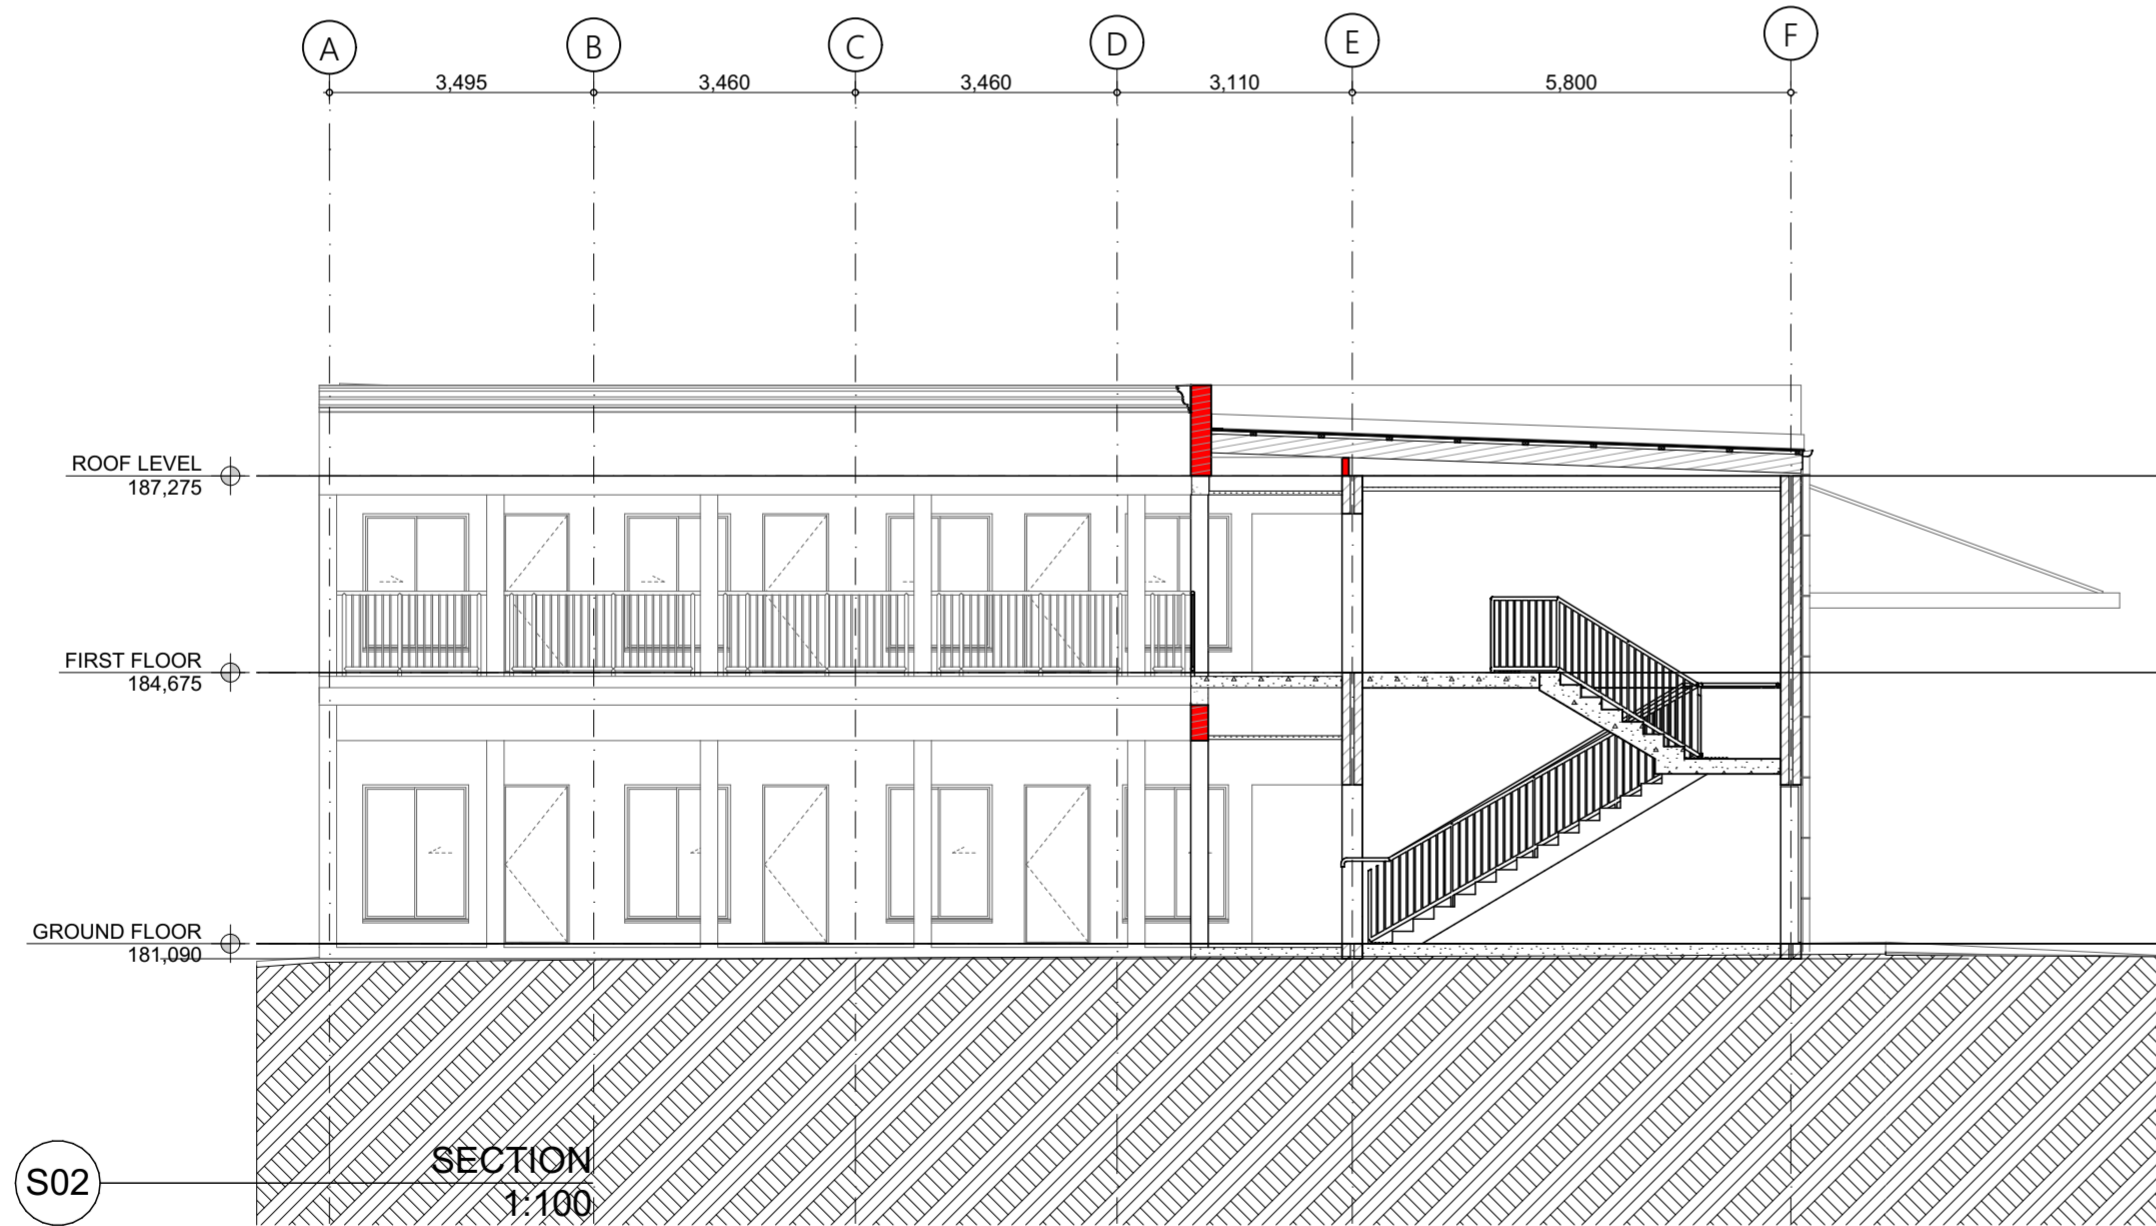 A B C D E F
3,495 3,460 3,460 3,110 5,800
ROOF LEVEL
187,275
FIRST FLOOR
184,675
GROUND FLOOR
181,090
SECTION
S02
1:100